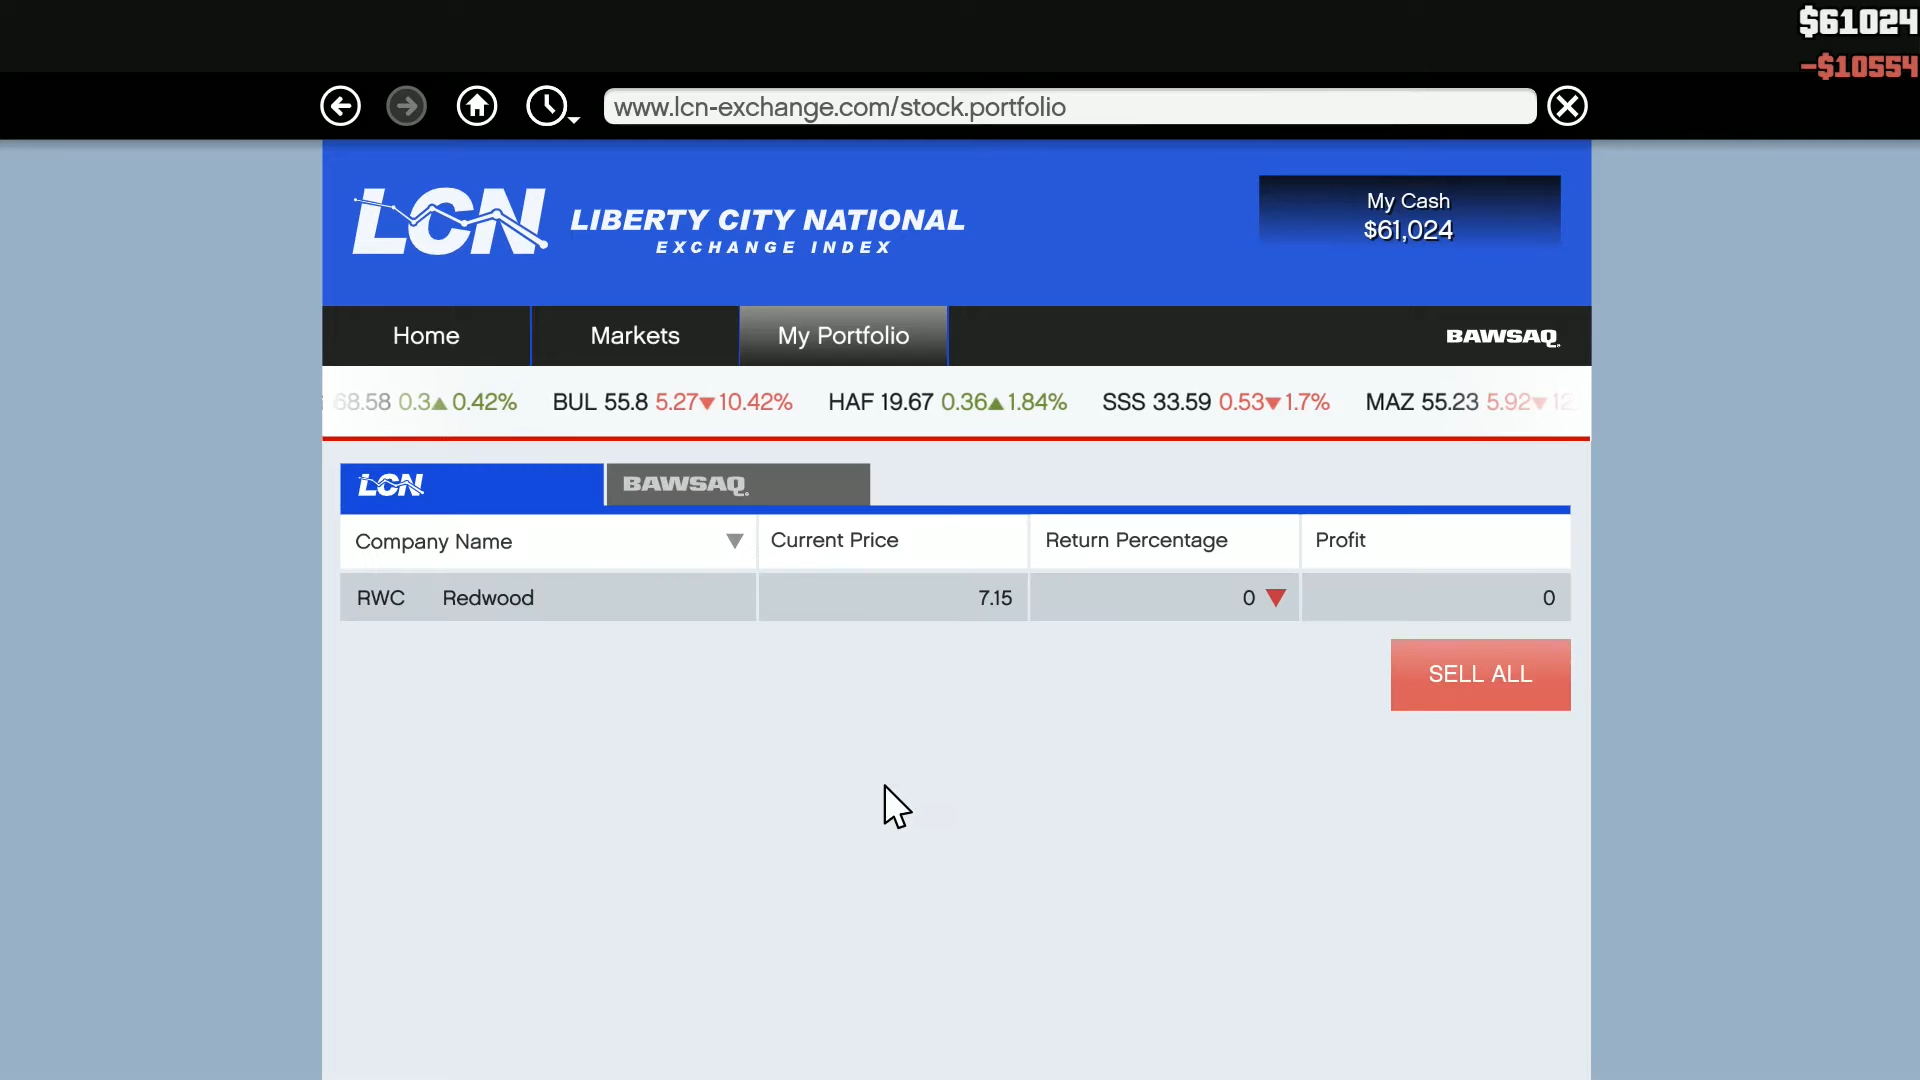 $61024
-$10554
www.lcn-exchange.com/stock.portfolio
LCN LIBERTY CITY NATIONAL
EXCHANGE INDEX
My Cash
$61,024
Home Markets My Portfolio BAWSAQ.
68.58 0.3▲0.42% BUL 55.8 5.27▼10.42% HAF 19.67 0.36▲1.84% SSS 33.59 0.53▼1.7% MAZ 55.23 5.92▼12
LCN BAWSAQ.
Company Name ▼ Current Price Return Percentage Profit
RWC Redwood 7.15 0 ▼ 0
SELL ALL